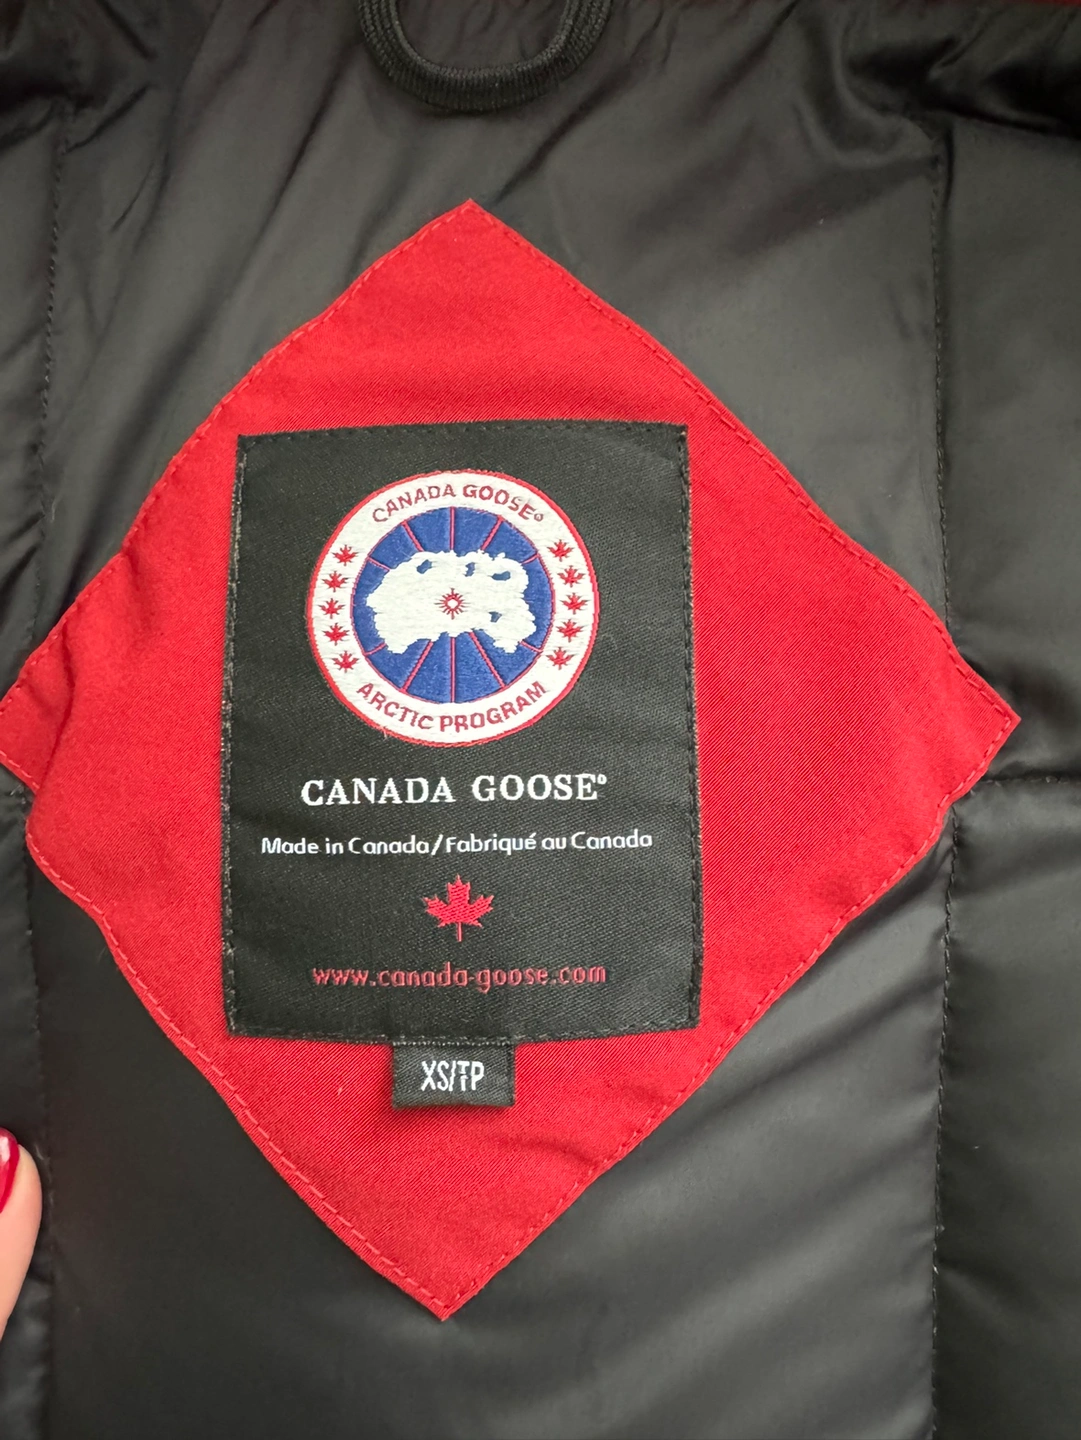 CANADA GOOSE®
ARCTIC PROGRAM
CANADA GOOSE®
Made in Canada/Fabriqué au Canada
www.canada-goose.com
XS/TP